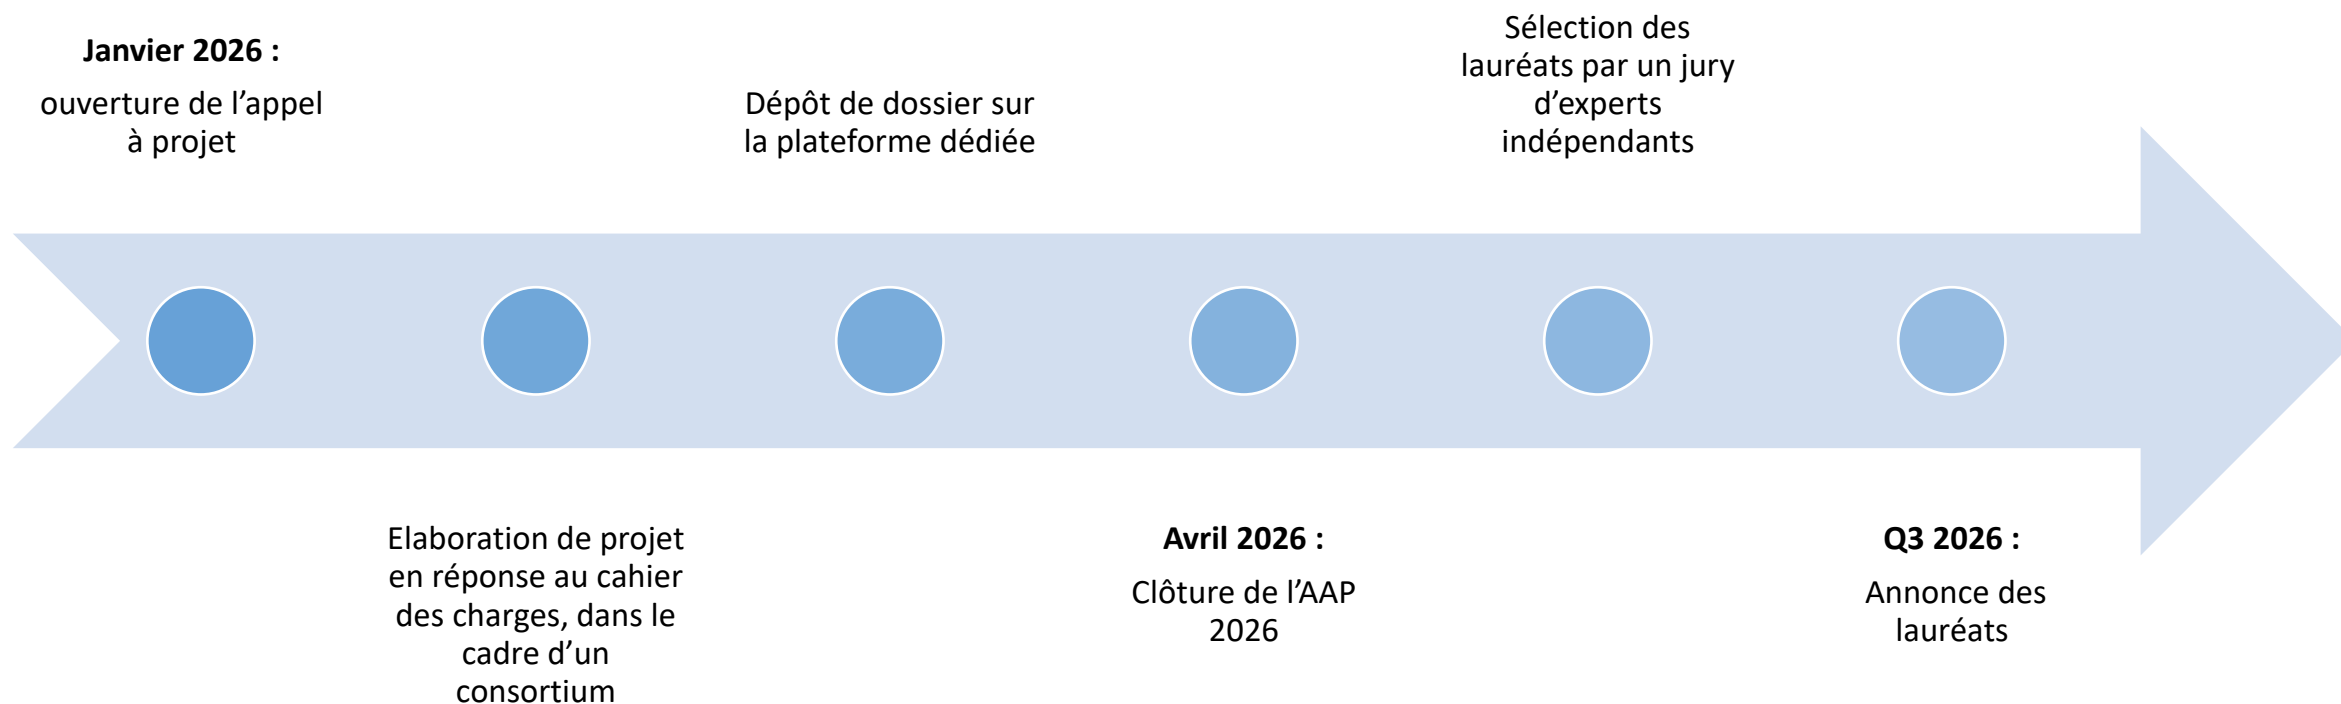 Janvier 2026 :
ouverture de l’appel
à projet
Elaboration de projet
en réponse au cahier
des charges, dans le
cadre d’un
consortium
Dépôt de dossier sur
la plateforme dédiée
Avril 2026 :
Clôture de l’AAP
2026
Sélection des
lauréats par un jury
d’experts
indépendants
Q3 2026 :
Annonce des
lauréats